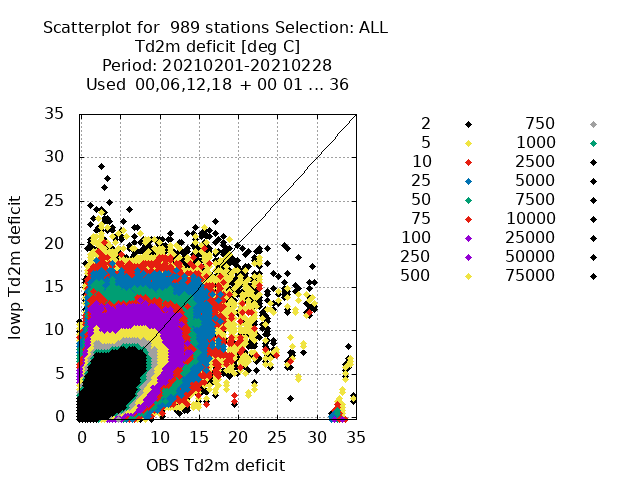 Scatterplot for 989 stations Selection: ALL
Td2m deficit [deg C]
Period: 20210201-20210228
Used 00,06,12,18 + 00 01 ... 36
35
30
25
20
15
10
5
0
lowp Td2m deficit
0 5 10 15 20 25 30 35
OBS Td2m deficit
2 750
5 1000
10 2500
25 5000
50 7500
75 10000
100 25000
250 50000
500 75000